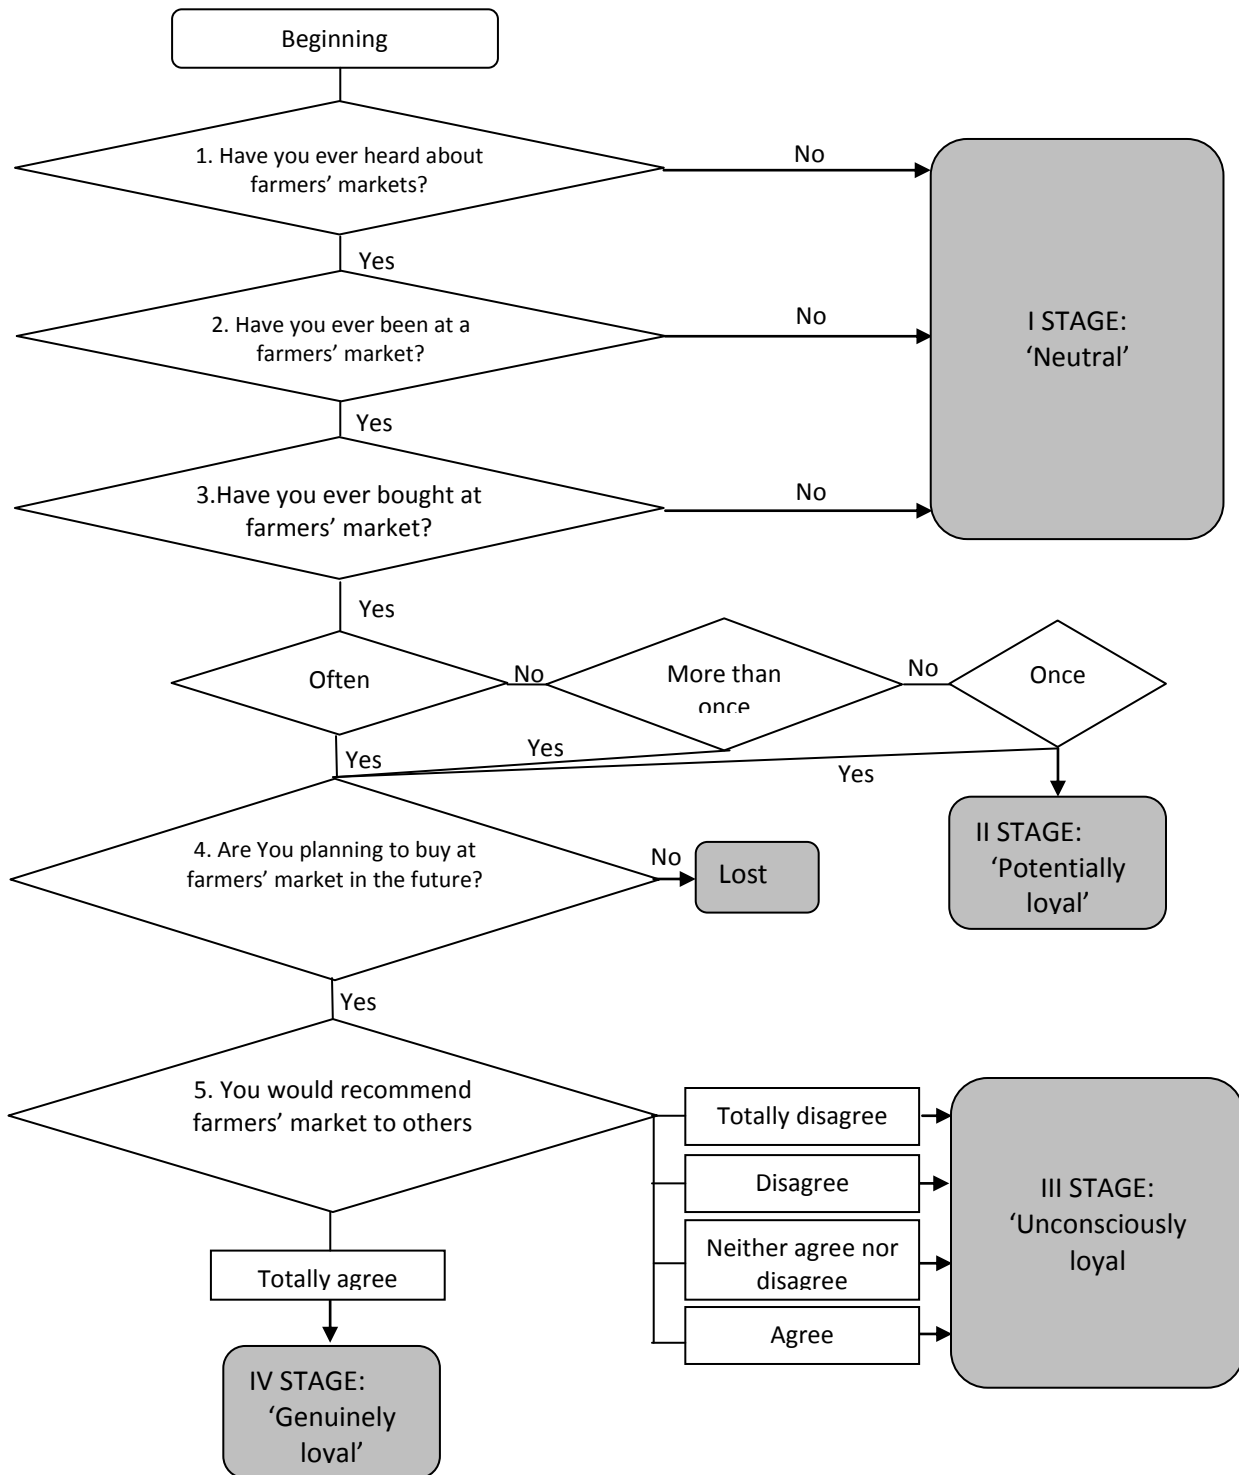 Beginning
1. Have you ever heard about
farmers’ markets?
No
Yes
2. Have you ever been at a
farmers’ market?
No
I STAGE:
‘Neutral’
Yes
3.Have you ever bought at
farmers’ market?
No
Yes
Often
No
More than
once
No
Once
Yes
Yes
Yes
4. Are You planning to buy at
farmers’ market in the future?
No
Lost
II STAGE:
‘Potentially
loyal’
Yes
5. You would recommend
farmers’ market to others
Totally disagree
Disagree
Neither agree nor
disagree
Agree
III STAGE:
‘Unconsciously
loyal
Totally agree
IV STAGE:
‘Genuinely
loyal’